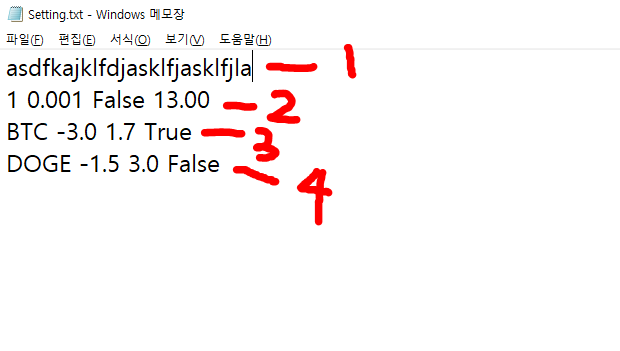 Setting.txt - Windows 메모장
파일(F) 편집(E) 서식(O) 보기(V) 도움말(H)
asdfkajklfdjasklfjasklfjla 1
1 0.001 False 13.00 2
BTC -3.0 1.7 True 3
DOGE -1.5 3.0 False 4